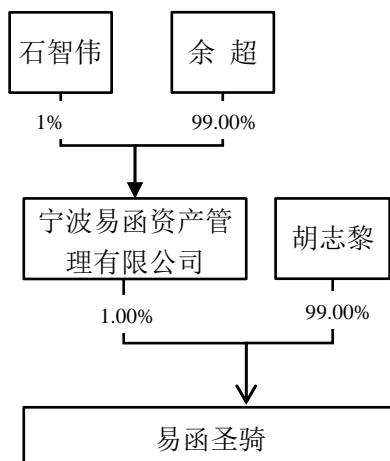 石智伟
余 超
1%
99.00%
宁波易函资产管
理有限公司
胡志黎
1.00%
99.00%
易函圣骑